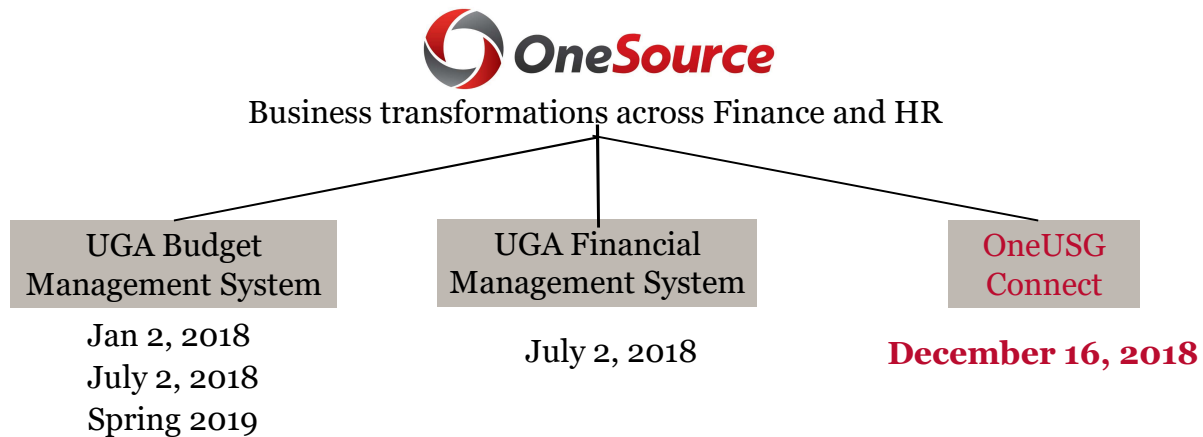 OneSource
Business transformations across Finance and HR
UGA Budget
Management System
Jan 2, 2018
July 2, 2018
Spring 2019
UGA Financial
Management System
July 2, 2018
OneUSG
Connect
December 16, 2018